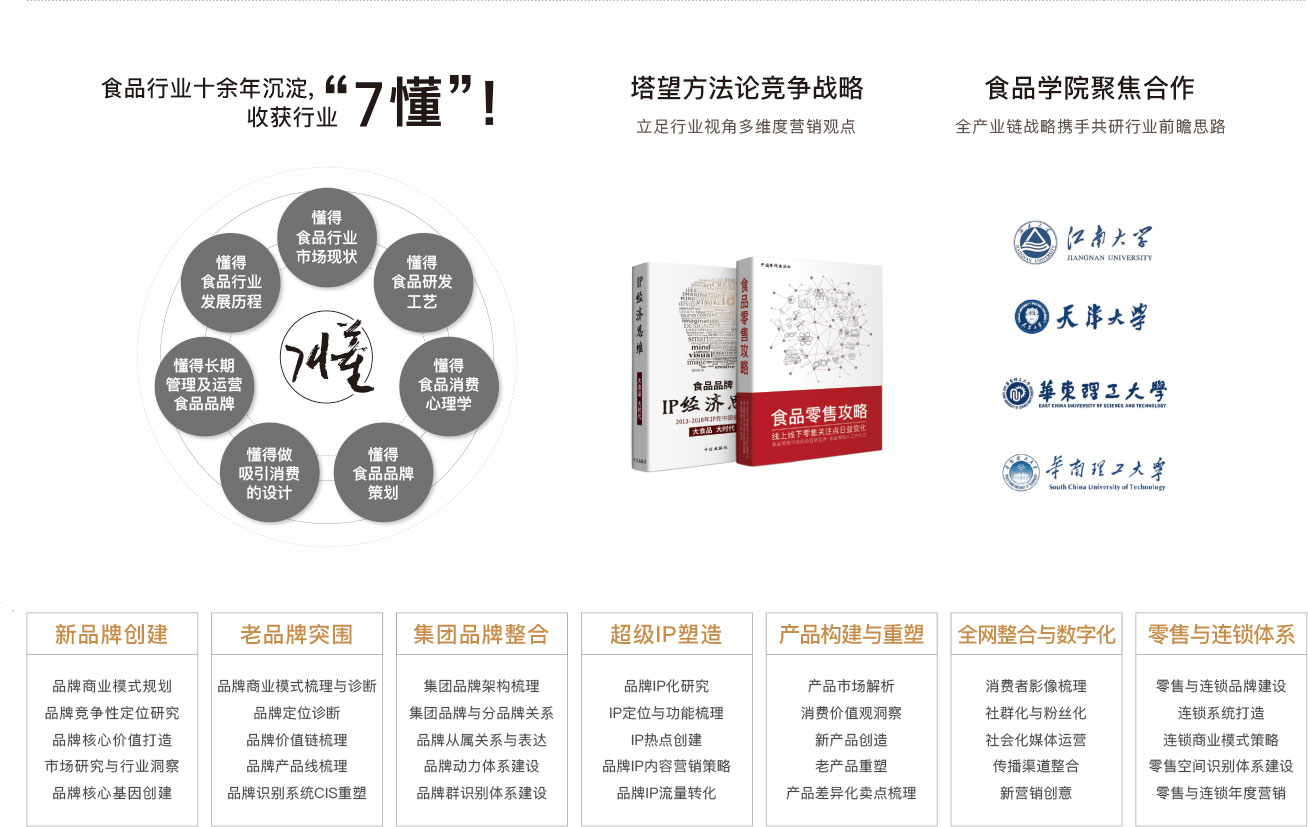 食品行业十余年沉淀,
收获行业
“7懂”!
懂得
食品行业
市场现状
懂得
食品研发
工艺
懂得
食品消费
心理学
懂得
食品品牌
策划
懂得做
吸引消费
的设计
懂得长期
管理及运营
食品品牌
懂得
食品行业
发展历程
7懂
塔望方法论竞争战略
立足行业视角多维度营销观点
IP经济思维
大食品 大时代
mind
visual
creative
食品品牌
IP经济思
大食品 大时代
食品零售攻略
食品零售攻略
线上线下零售关注点日益变化
食品学院聚焦合作
全产业链战略携手共研行业前瞻思路
江南大学
JIANGNAN UNIVERSITY
天津大学
華東理工大學
EAST CHINA UNIVERSITY OF SCIENCE AND TECHNOLOGY
華南理工大學
South China University of Technology
新品牌创建
品牌商业模式规划
品牌竞争性定位研究
品牌核心价值打造
市场研究与行业洞察
品牌核心基因创建
老品牌突围
品牌商业模式梳理与诊断
品牌定位诊断
品牌价值链梳理
品牌产品线梳理
品牌识别系统CIS重塑
集团品牌整合
集团品牌架构梳理
集团品牌与分品牌关系
品牌从属关系与表达
品牌动力体系建设
品牌群识别体系建设
超级IP塑造
品牌IP化研究
IP定位与功能梳理
IP热点创建
品牌IP内容营销策略
品牌IP流量转化
产品构建与重塑
产品市场解析
消费价值观洞察
新产品创造
老产品重塑
产品差异化卖点梳理
全网整合与数字化
消费者影像梳理
社群化与粉丝化
社会化媒体运营
传播渠道整合
新营销创意
零售与连锁体系
零售与连锁品牌建设
连锁系统打造
连锁商业模式策略
零售空间识别体系建设
零售与连锁年度营销